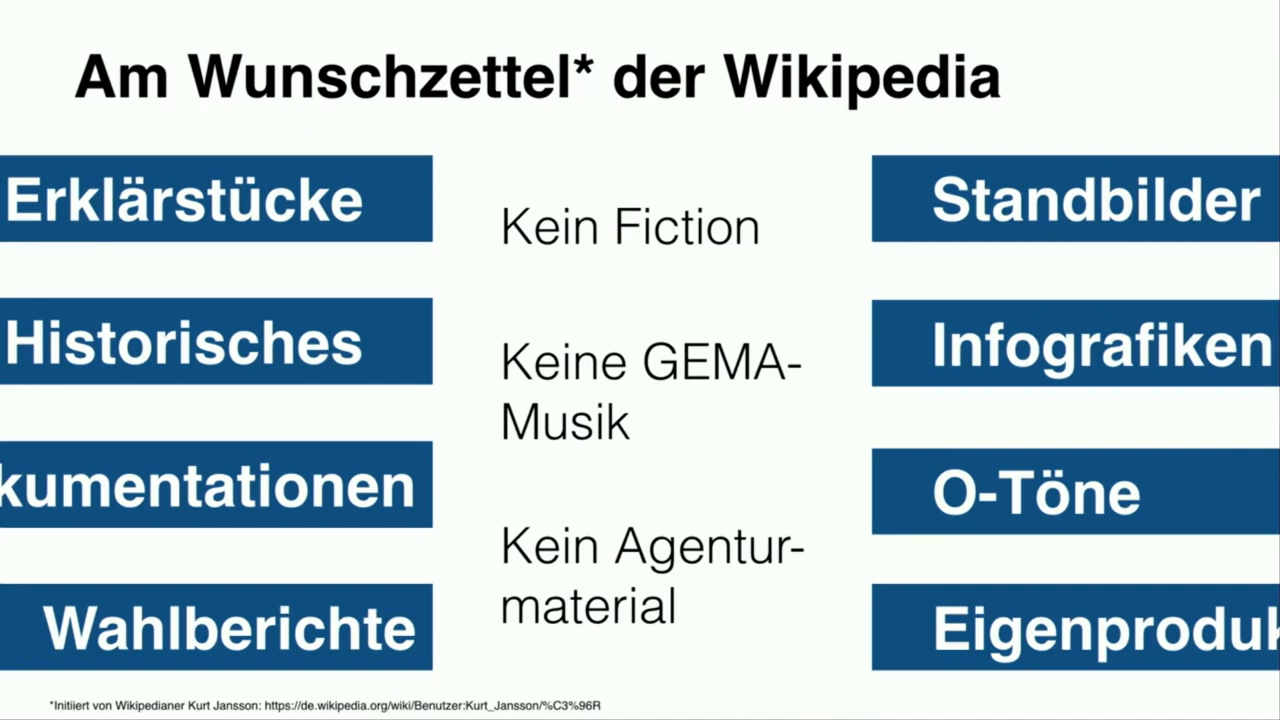 Am Wunschzettel* der Wikipedia
Erklärstücke
Historisches
kumentationen
Wahlberichte
Kein Fiction
Keine GEMA-
Musik
Kein Agentur-
material
Standbilder
Infografiken
O-Töne
Eigenproduk
*Initiiert von Wikipedianer Kurt Jansson: https://de.wikipedia.org/wiki/Benutzer:Kurt_Jansson/%C3%96R